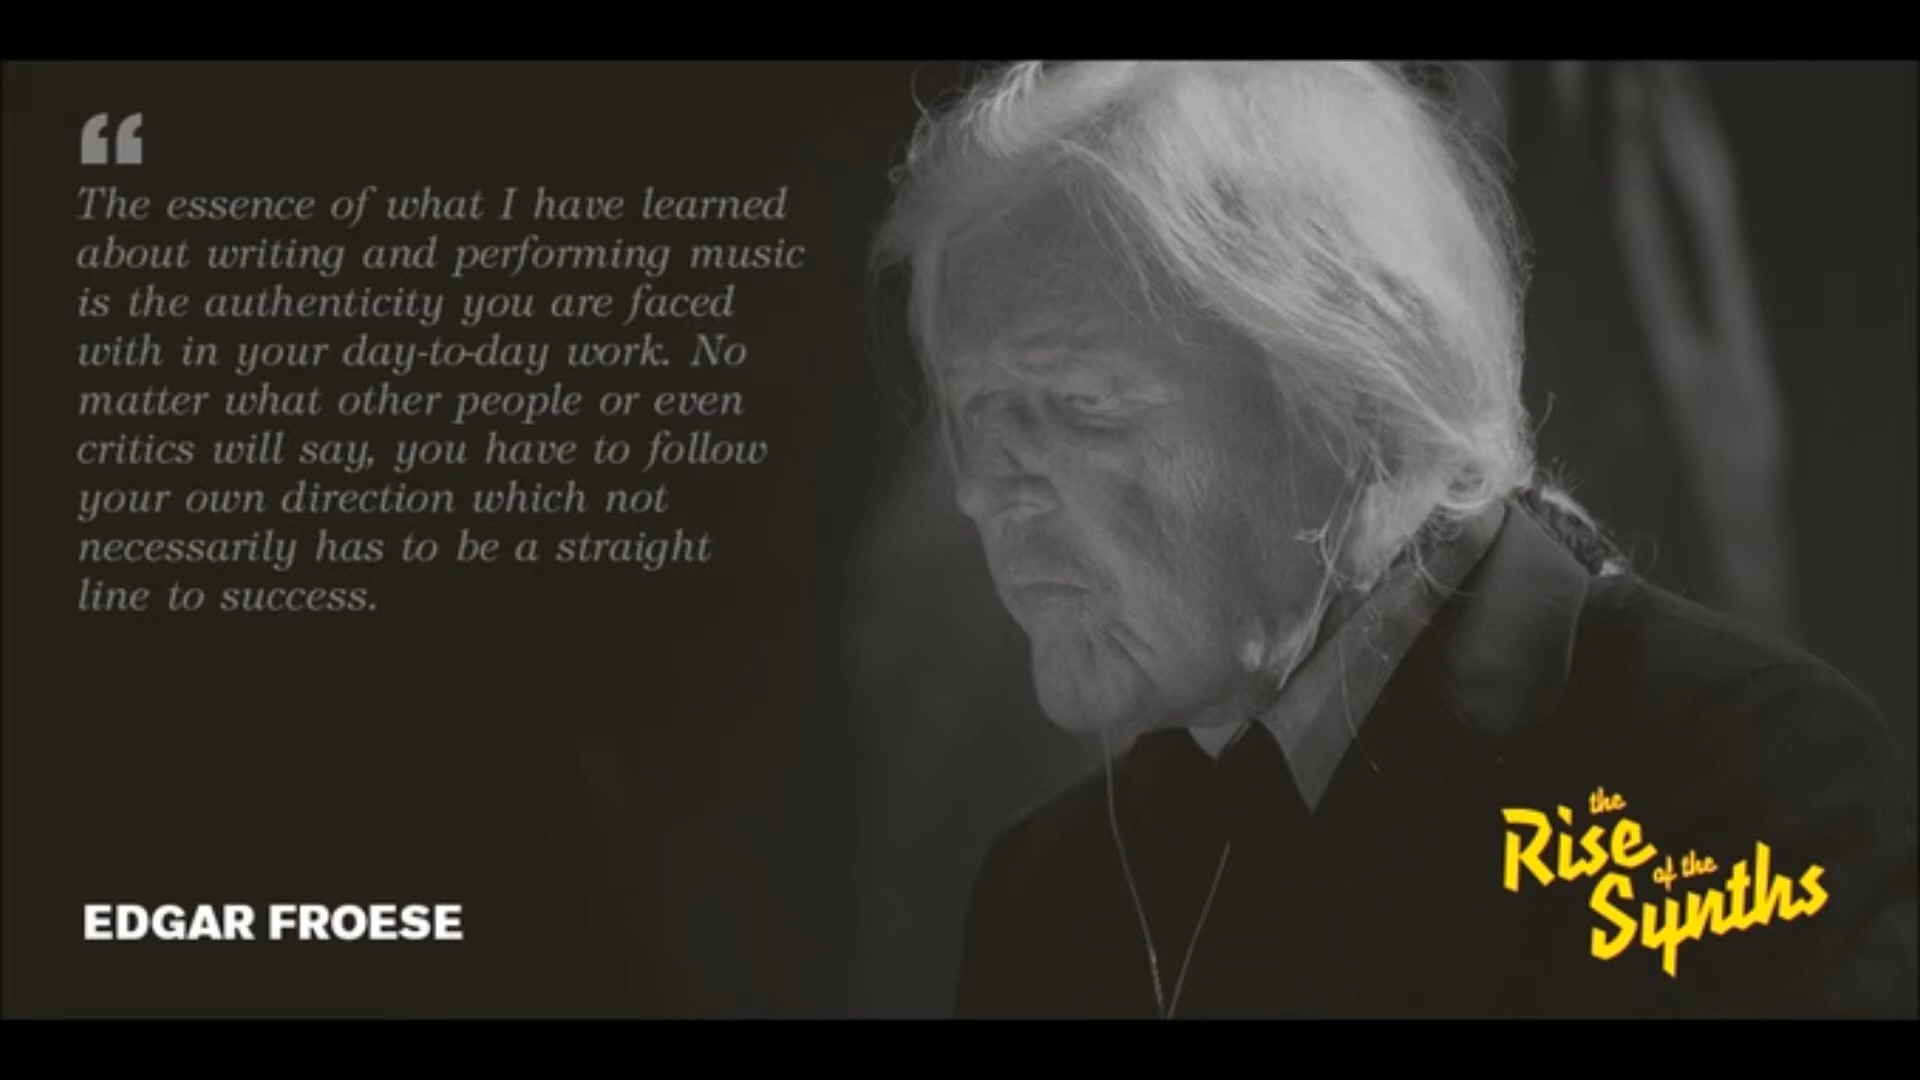 “
The essence of what I have learned
about writing and performing music
is the authenticity you are faced
with in your day-to-day work. No
matter what other people or even
critics will say, you have to follow
your own direction which not
necessarily has to be a straight
line to success.
EDGAR FROESE
the
Rise
of the
Synths